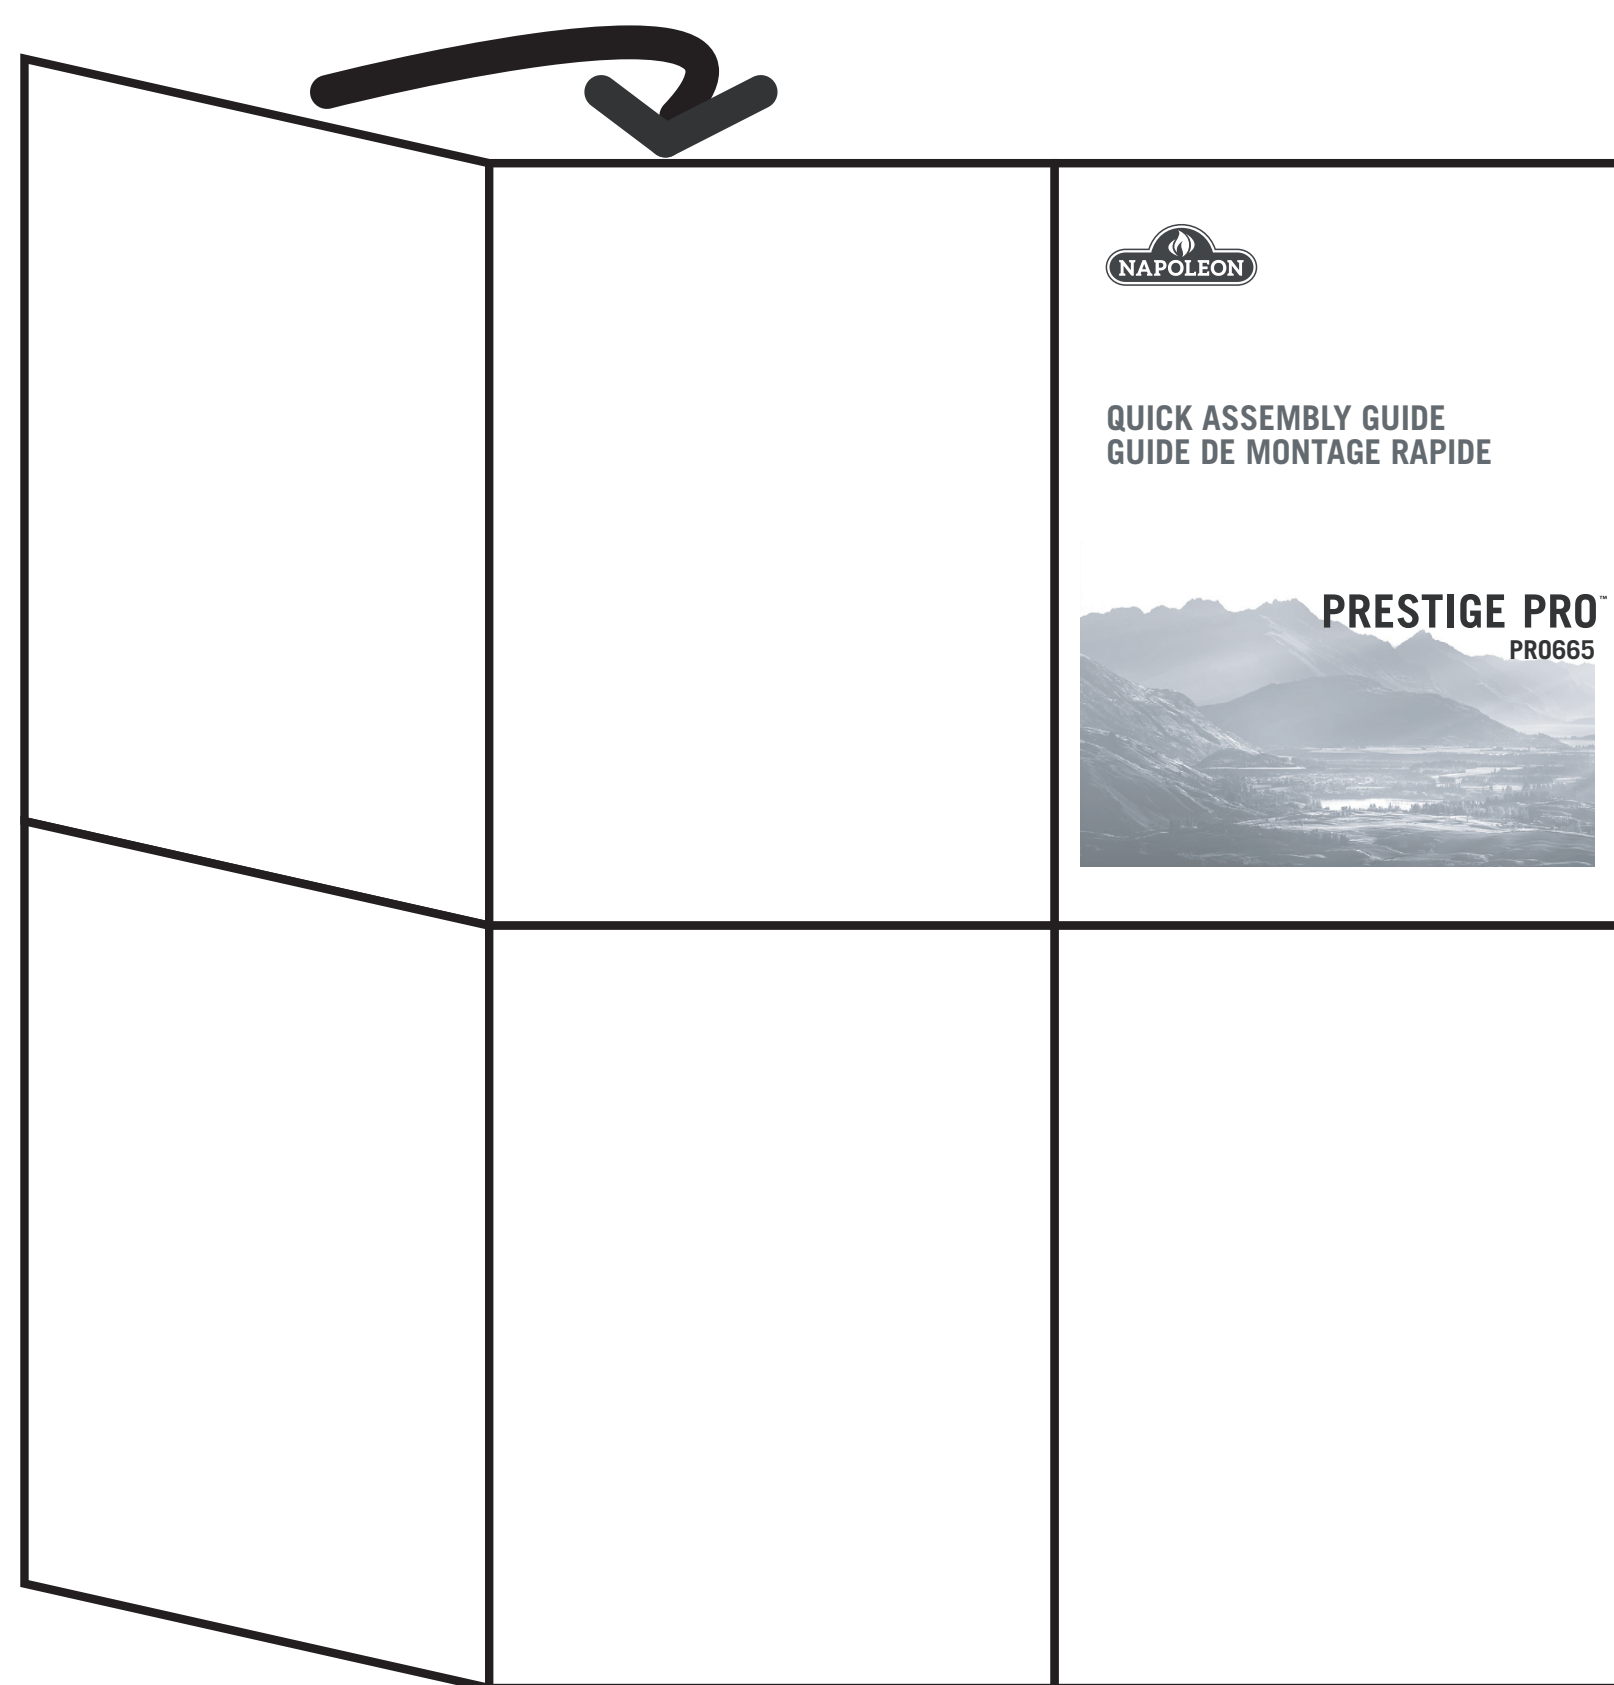 NAPOLEON
QUICK ASSEMBLY GUIDE
GUIDE DE MONTAGE RAPIDE
PRESTIGE PRO™
PRO665